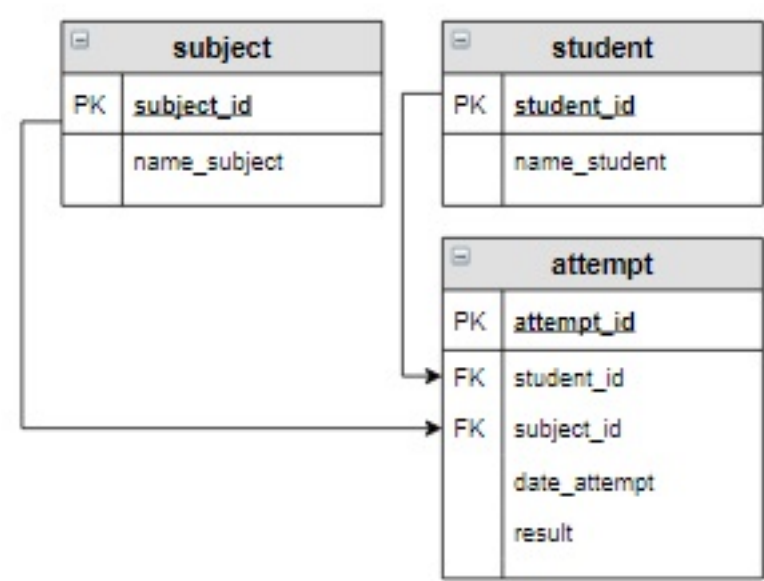 subject
PK subject_id
name_subject
student
PK student_id
name_student
attempt
PK attempt_id
FK student_id
FK subject_id
date_attempt
result